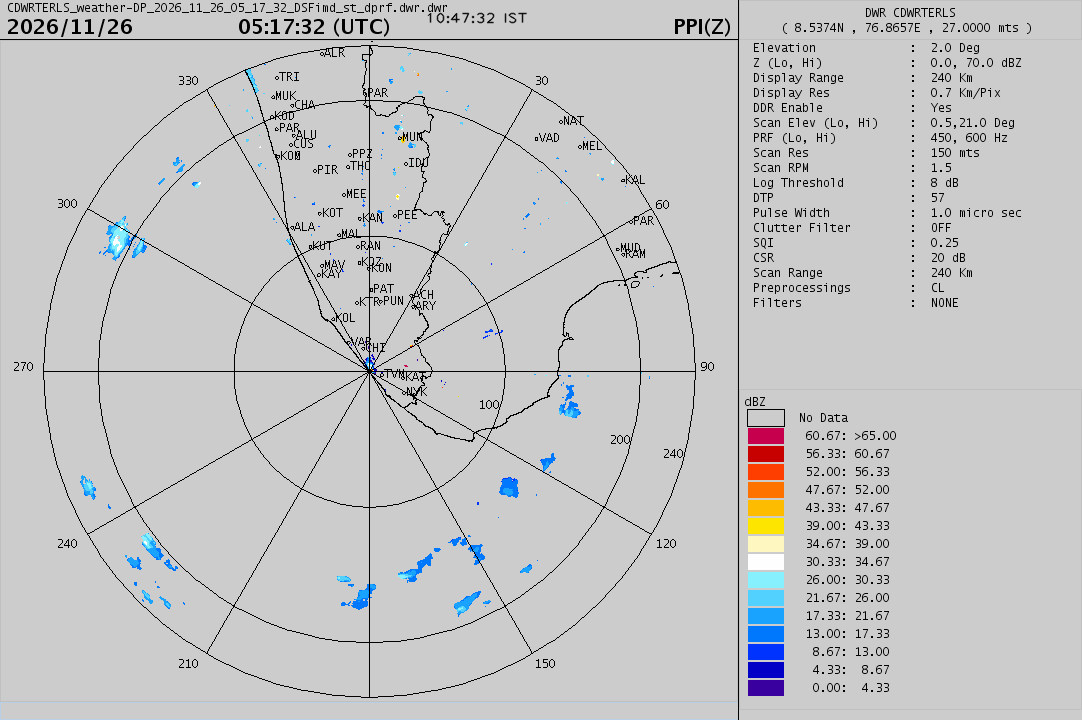 CDWRTERLS_weather-DP_2026_11_26_05_17_32_DSFimd_st_dprf.dwr.dwr
2026/11/26 05:17:32 (UTC) 10:47:32 IST PPI(Z)
DWR CDWRTERLS
( 8.5374N , 76.8657E , 27.0000 mts )
Elevation : 2.0 Deg
Z (Lo, Hi) : 0.0, 70.0 dBZ
Display Range : 240 Km
Display Res : 0.7 Km/Pix
DDR Enable : Yes
Scan Elev (Lo, Hi) : 0.5,21.0 Deg
PRF (Lo, Hi) : 450, 600 Hz
Scan Res : 150 mts
Scan RPM : 1.5
Log Threshold : 8 dB
DTP : 57
Pulse Width : 1.0 micro sec
Clutter Filter : OFF
SQI : 0.25
CSR : 20 dB
Scan Range : 240 Km
Preprocessings : CL
Filters : NONE
dBZ
No Data
60.67: >65.00
56.33: 60.67
52.00: 56.33
47.67: 52.00
43.33: 47.67
39.00: 43.33
34.67: 39.00
30.33: 34.67
26.00: 30.33
21.67: 26.00
17.33: 21.67
13.00: 17.33
8.67: 13.00
4.33: 8.67
0.00: 4.33
ALR
TRI
330
30
MUK
PAR
CHA
KOD
NAT
PAR
ALU
MUN
VAD
CUS
MEL
KOM
PPZ
THO
IDU
PIR
KAL
MEE
300
60
KOT
KAN
PEE
PAR
ALA
MAL
KUT
RAN
MUD
RAM
MAV
KOZ
KON
KAY
PAT
ACH
KTR
PUN
ARY
KOL
VAR
CHI
270
90
TVM
KAT
NYK
100
200
240
240
120
210
150